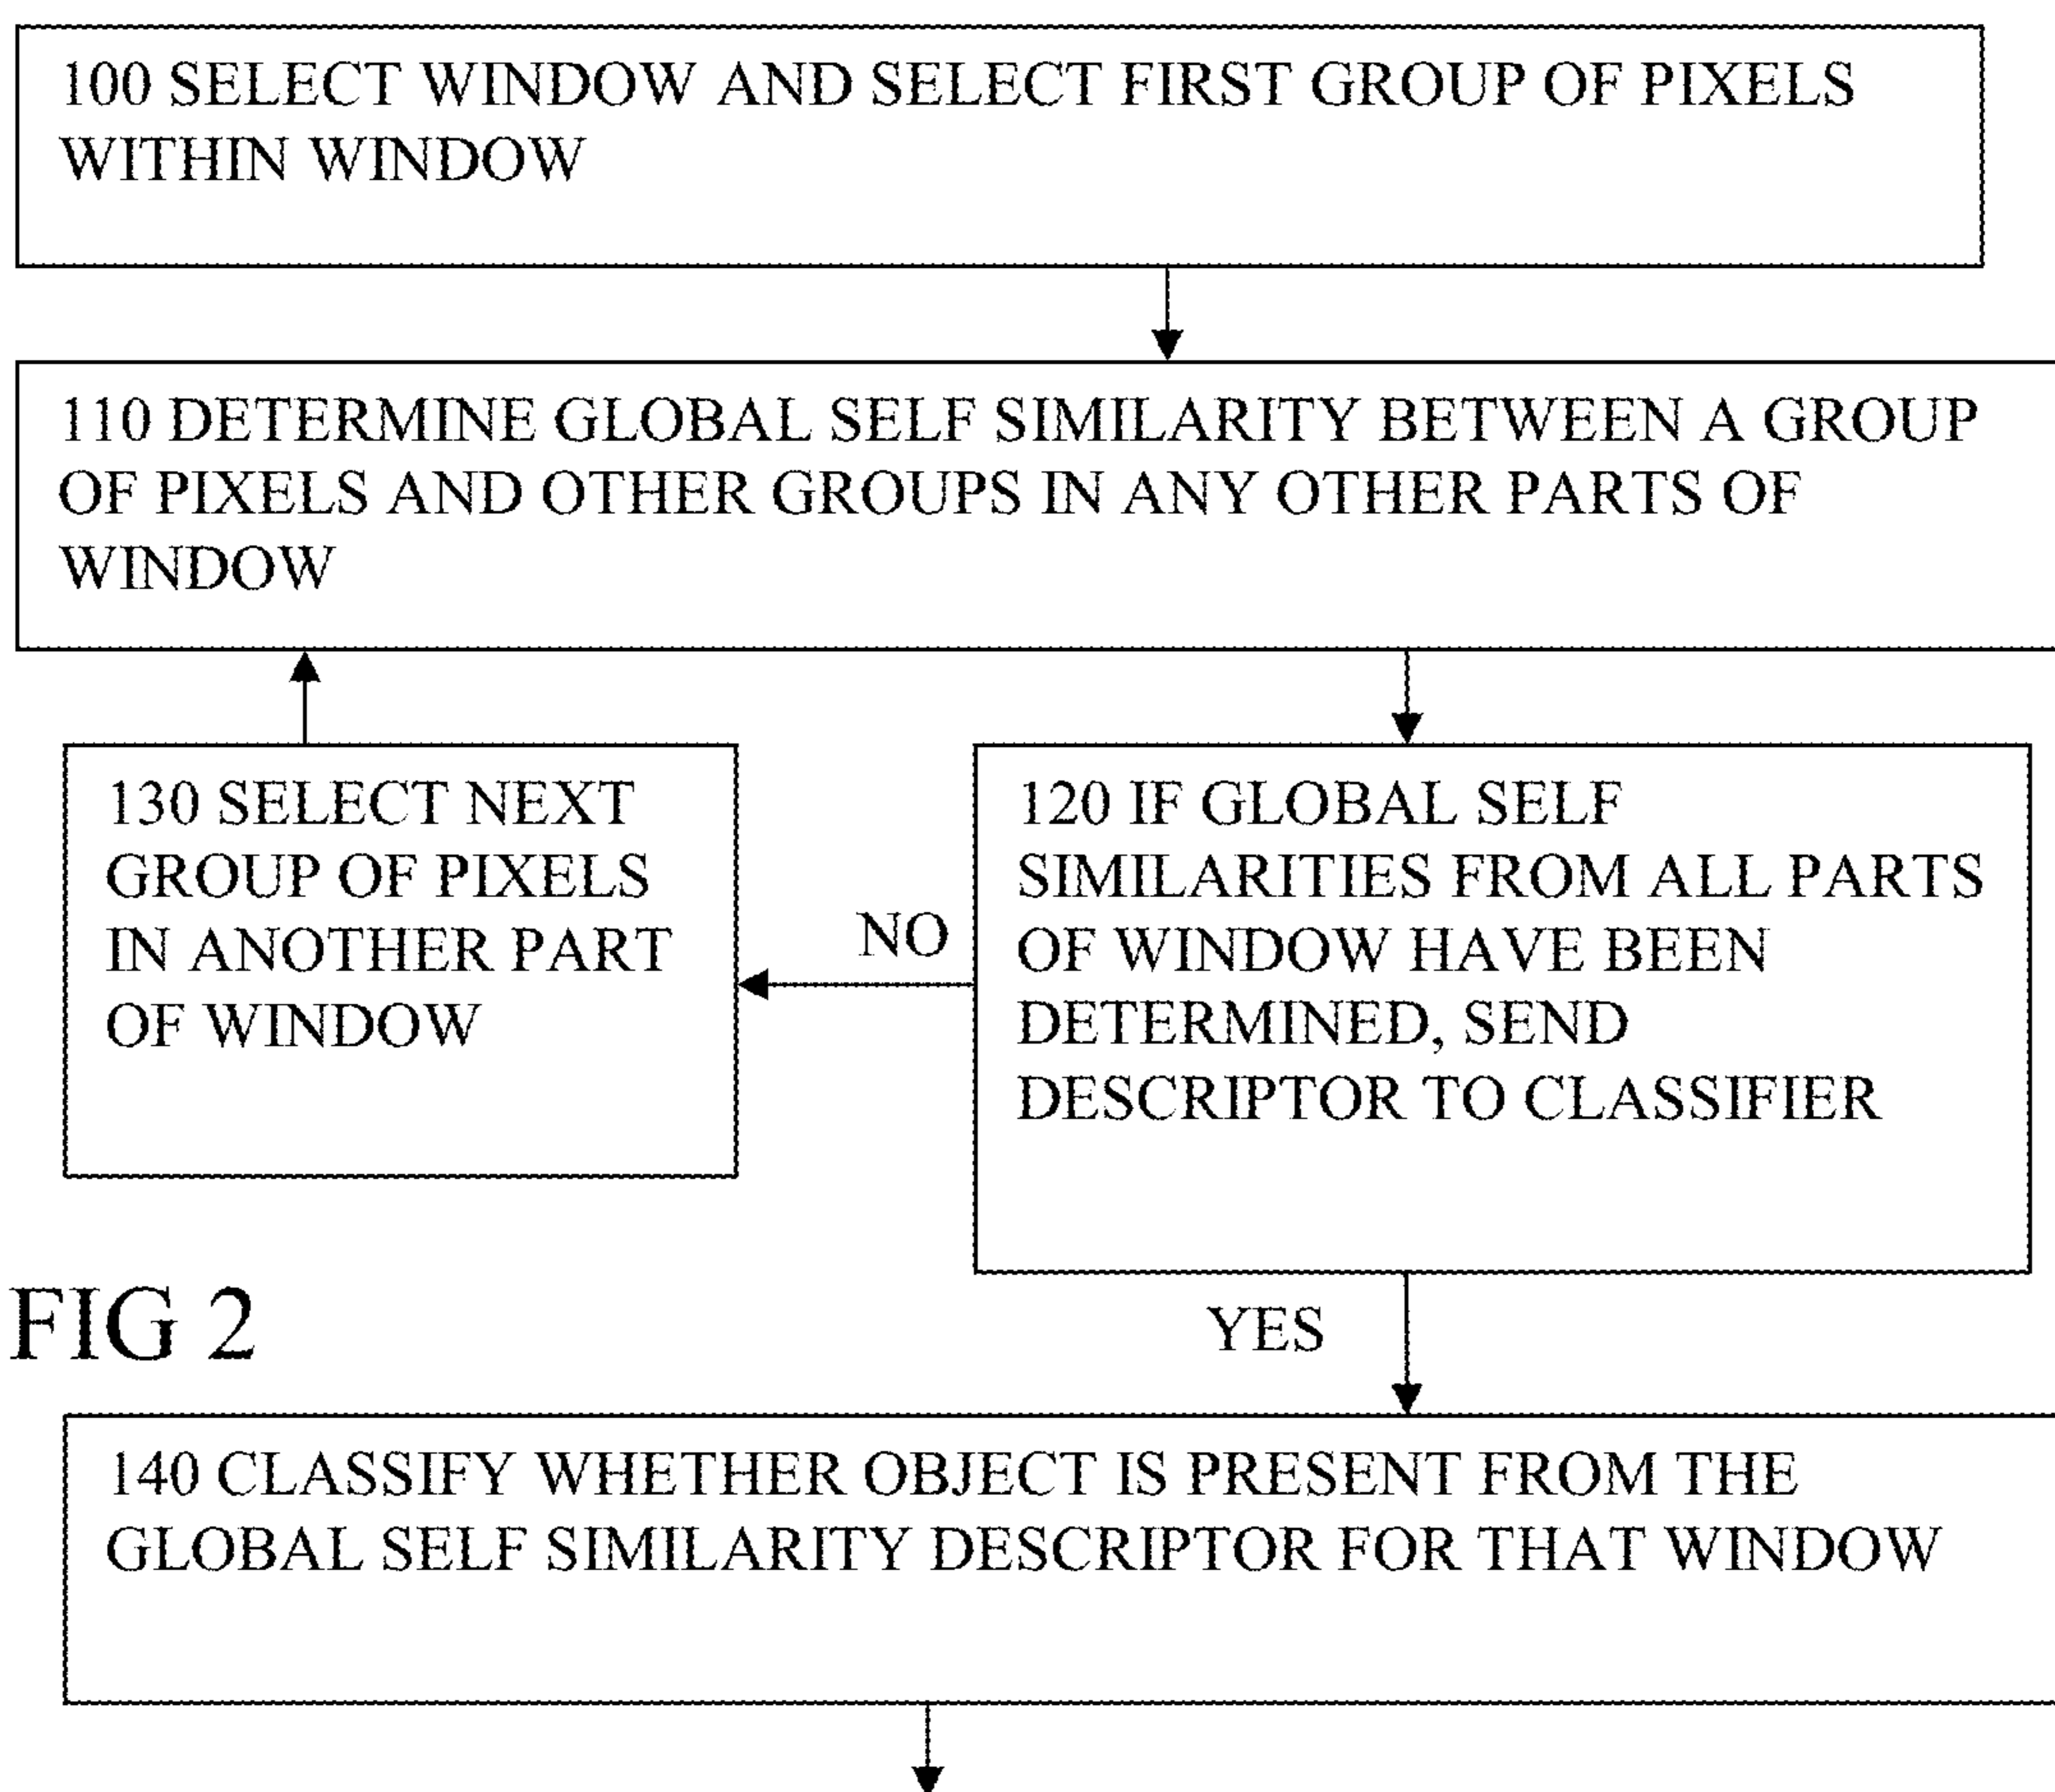 100 SELECT WINDOW AND SELECT FIRST GROUP OF PIXELS
WITHIN WINDOW
110 DETERMINE GLOBAL SELF SIMILARITY BETWEEN A GROUP
OF PIXELS AND OTHER GROUPS IN ANY OTHER PARTS OF
WINDOW
120 IF GLOBAL SELF
SIMILARITIES FROM ALL PARTS
OF WINDOW HAVE BEEN
DETERMINED, SEND
DESCRIPTOR TO CLASSIFIER
NO
130 SELECT NEXT
GROUP OF PIXELS
IN ANOTHER PART
OF WINDOW
YES
FIG 2
140 CLASSIFY WHETHER OBJECT IS PRESENT FROM THE
GLOBAL SELF SIMILARITY DESCRIPTOR FOR THAT WINDOW